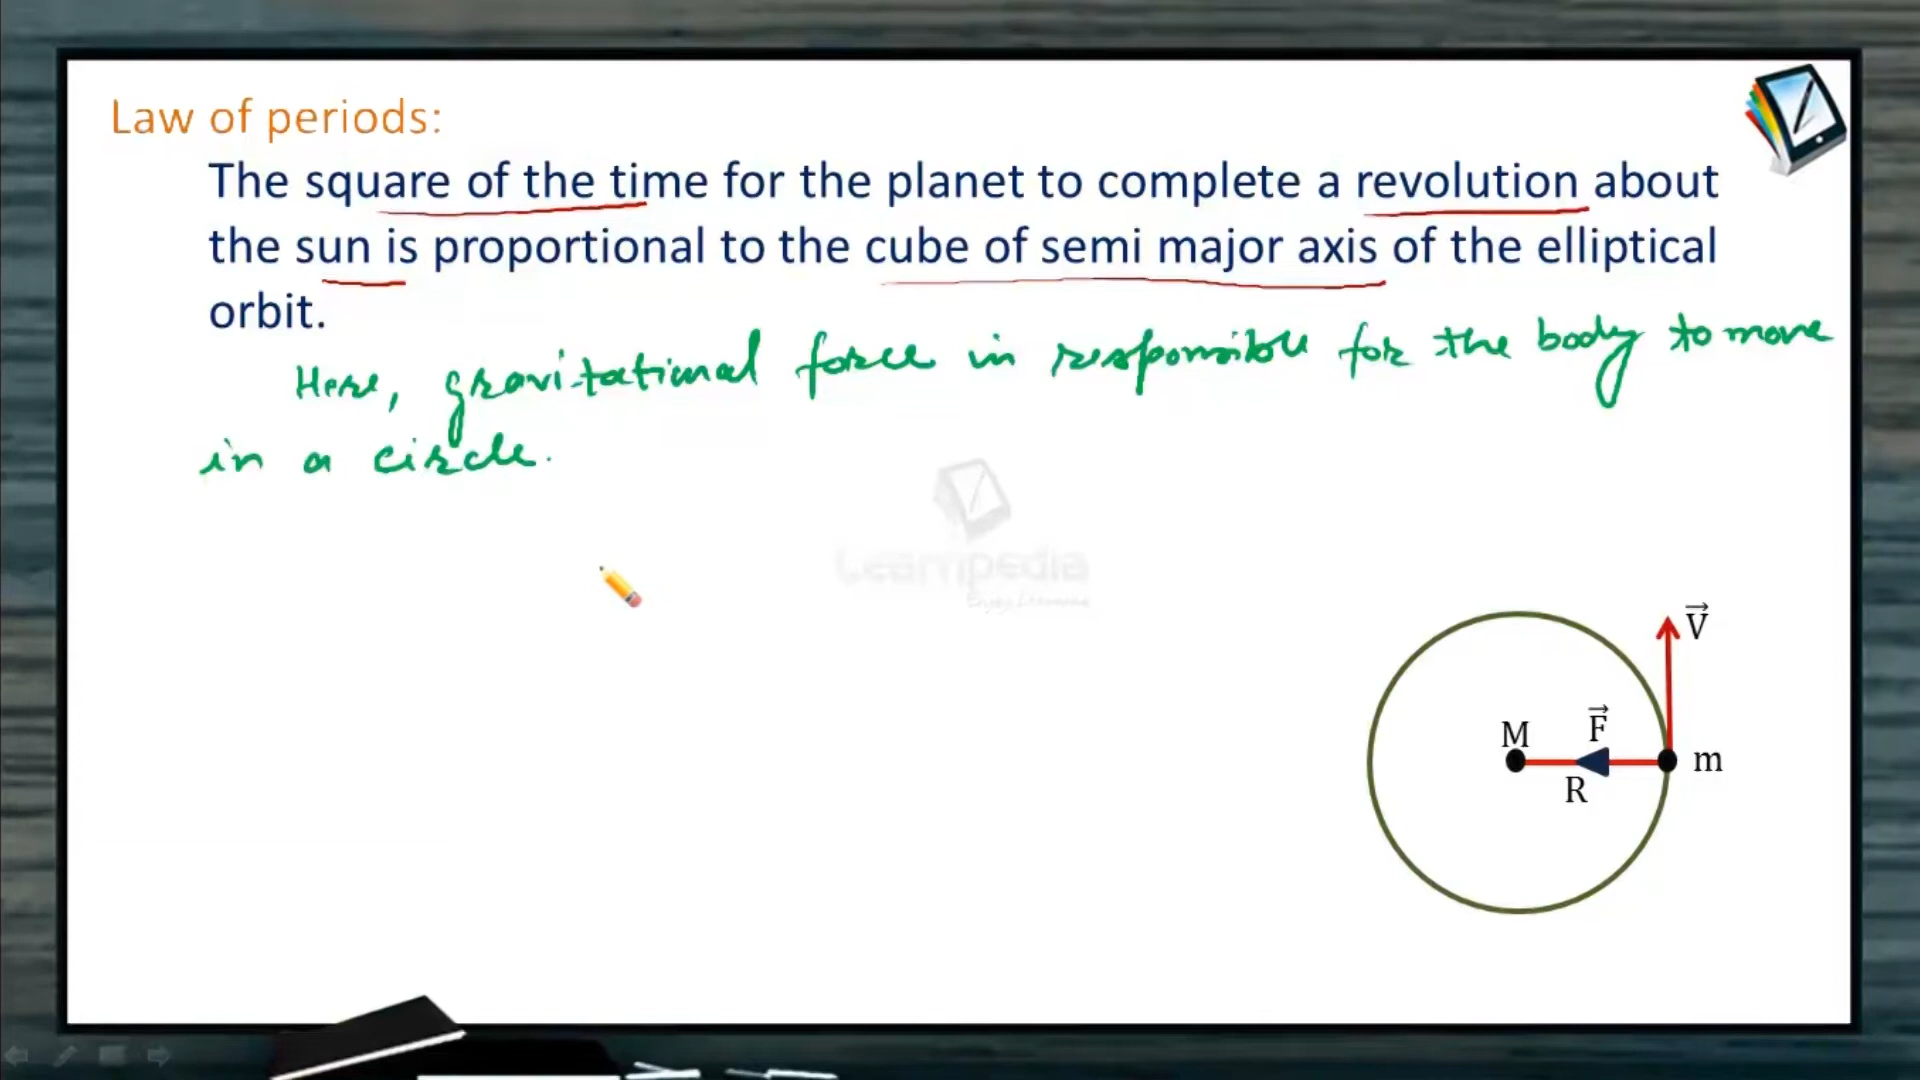 Law of periods:
The square of the time for the planet to complete a revolution about
the sun is proportional to the cube of semi major axis of the elliptical
orbit.
Here, gravitational force in responsible for the body to move
in a circle.
Learnpedia
V
M
F
m
R